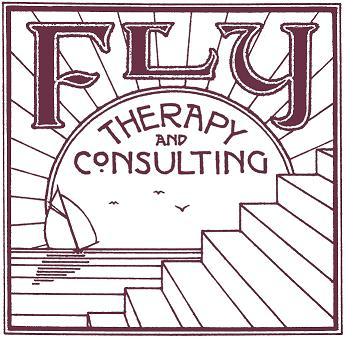 FLY
THERAPY
AND
CONSULTING